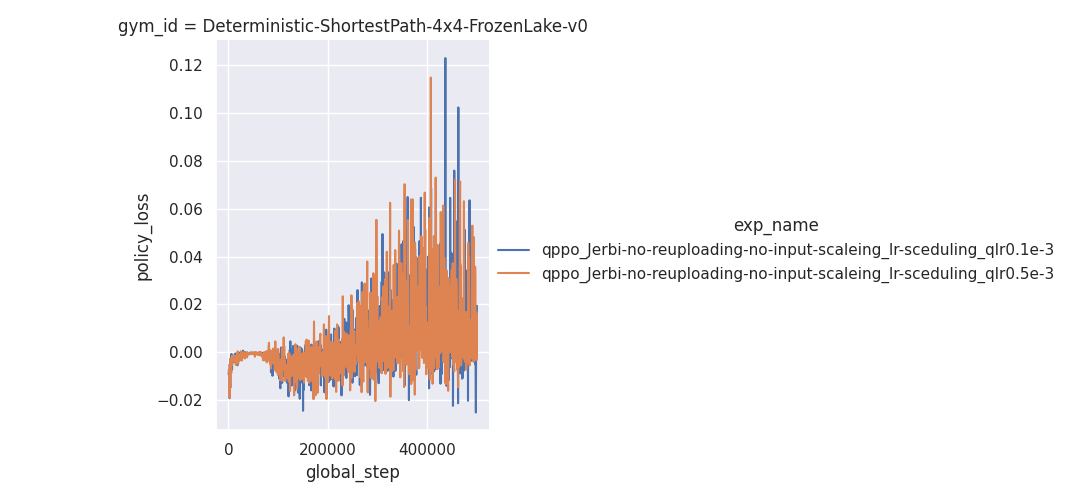 gym_id = Deterministic-ShortestPath-4x4-FrozenLake-v0
0.12
0.10
0.08
0.06
0.04
0.02
0.00
−0.02
policy_loss
0
200000
400000
global_step
exp_name
qppo_Jerbi-no-reuploading-no-input-scaleing_lr-sceduling_qlr0.1e-3
qppo_Jerbi-no-reuploading-no-input-scaleing_lr-sceduling_qlr0.5e-3